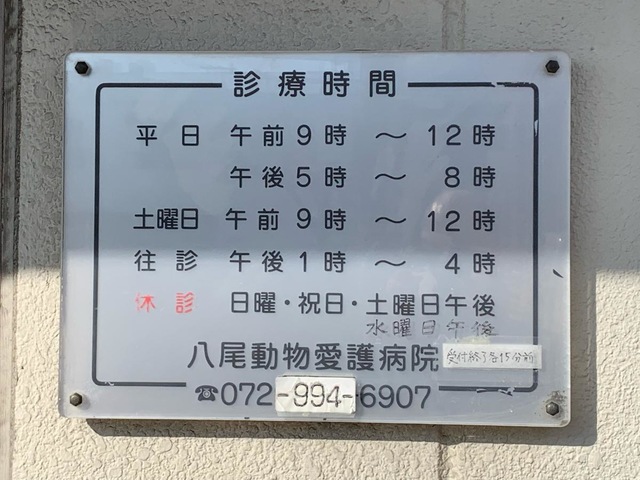 診療時間
平日 午前9時 〜 12時
午後5時 〜 8時
土曜日 午前9時 〜 12時
往診 午後1時 〜 4時
休診 日曜・祝日・土曜日午後
水曜日午後
八尾動物愛護病院
受付終了各15分前
☎072-994-6907